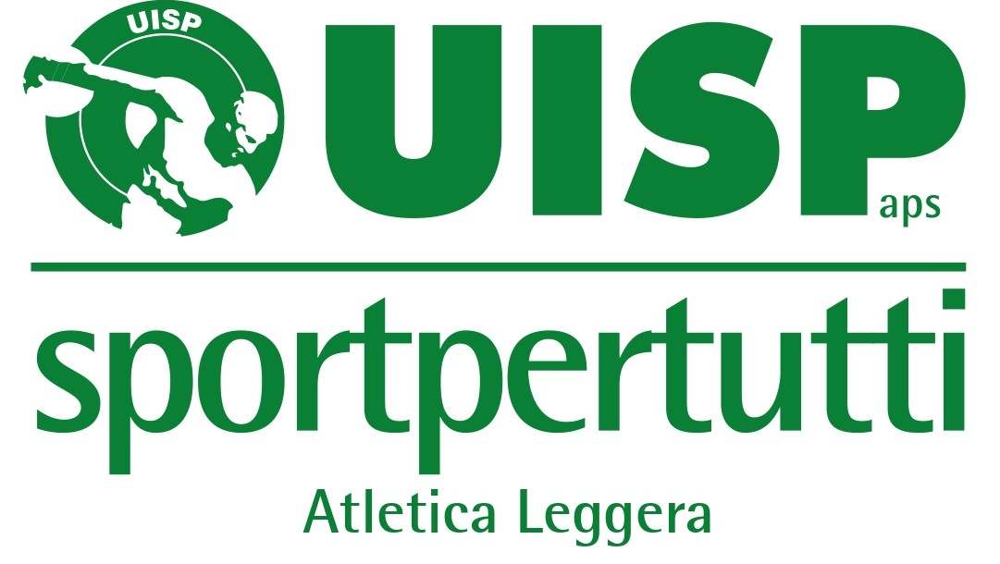 UISP
UISP
aps
sportpertutti
Atletica Leggera